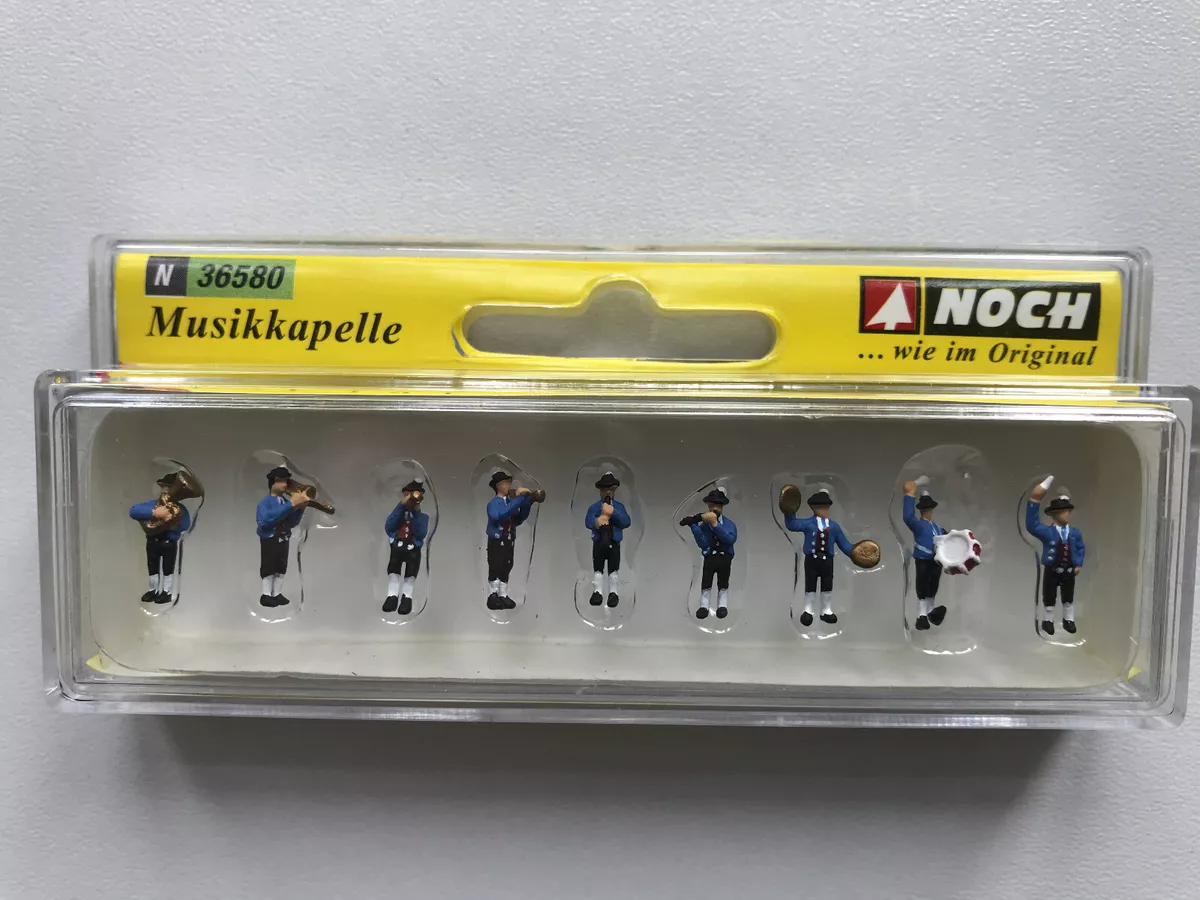 N 36580
Musikkapelle
NOCH
... wie im Original